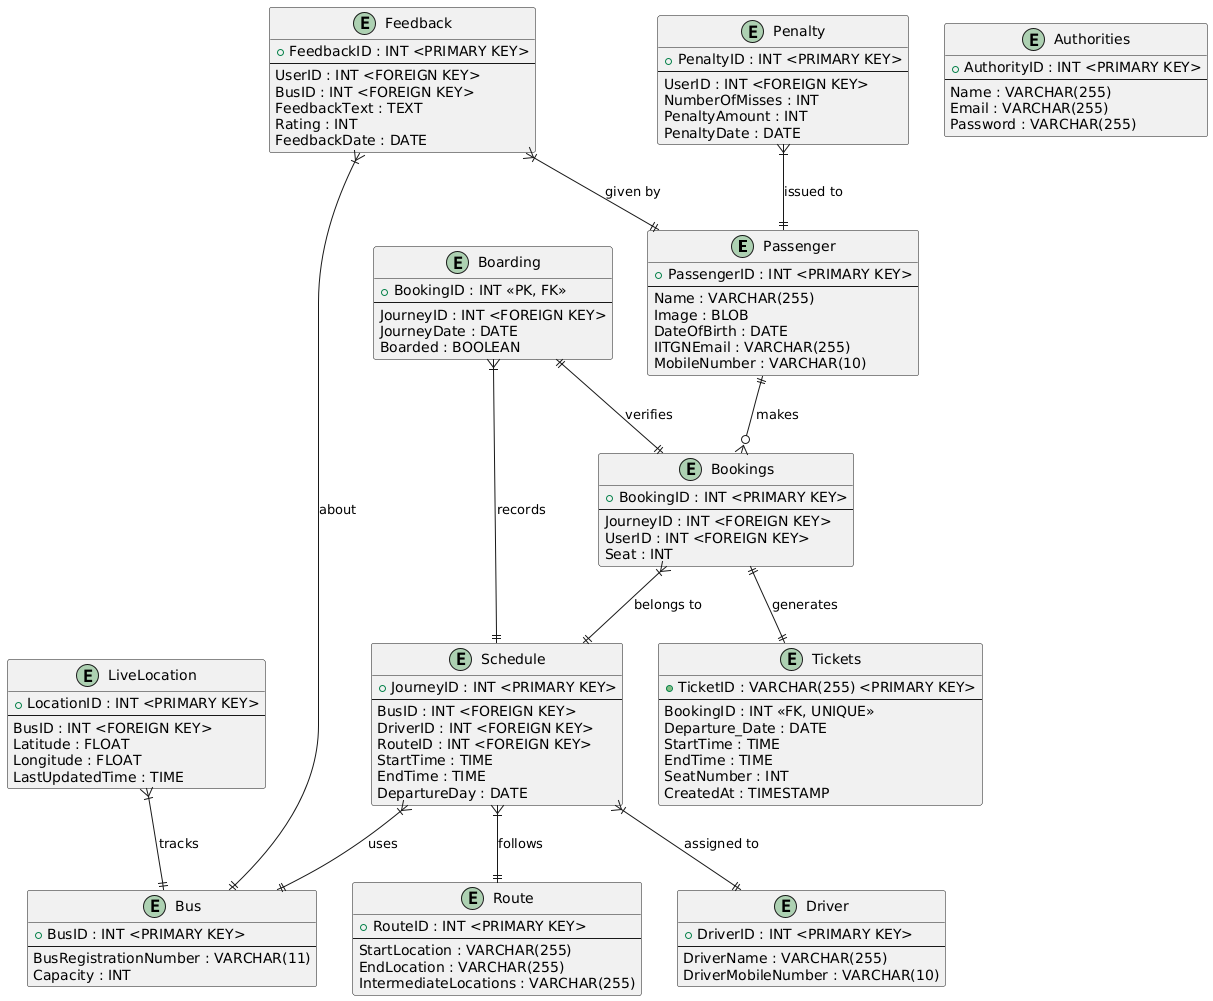 E Feedback
FeedbackID : INT <PRIMARY KEY>
UserID : INT <FOREIGN KEY>
BusID : INT <FOREIGN KEY>
FeedbackText : TEXT
Rating : INT
FeedbackDate : DATE
E Penalty
PenaltyID : INT <PRIMARY KEY>
UserID : INT <FOREIGN KEY>
NumberOfMisses : INT
PenaltyAmount : INT
PenaltyDate : DATE
E Authorities
AuthorityID : INT <PRIMARY KEY>
Name : VARCHAR(255)
Email : VARCHAR(255)
Password : VARCHAR(255)
given by
issued to
E Boarding
BookingID : INT «PK, FK»
JourneyID : INT <FOREIGN KEY>
JourneyDate : DATE
Boarded : BOOLEAN
E Passenger
PassengerID : INT <PRIMARY KEY>
Name : VARCHAR(255)
Image : BLOB
DateOfBirth : DATE
IITGNEmail : VARCHAR(255)
MobileNumber : VARCHAR(10)
verifies
makes
E Bookings
BookingID : INT <PRIMARY KEY>
JourneyID : INT <FOREIGN KEY>
UserID : INT <FOREIGN KEY>
Seat : INT
about
records
belongs to
generates
E LiveLocation
LocationID : INT <PRIMARY KEY>
BusID : INT <FOREIGN KEY>
Latitude : FLOAT
Longitude : FLOAT
LastUpdatedTime : TIME
E Schedule
JourneyID : INT <PRIMARY KEY>
BusID : INT <FOREIGN KEY>
DriverID : INT <FOREIGN KEY>
RouteID : INT <FOREIGN KEY>
StartTime : TIME
EndTime : TIME
DepartureDay : DATE
E Tickets
TicketID : VARCHAR(255) <PRIMARY KEY>
BookingID : INT «FK, UNIQUE»
Departure_Date : DATE
StartTime : TIME
EndTime : TIME
SeatNumber : INT
CreatedAt : TIMESTAMP
tracks
uses
follows
assigned to
E Bus
BusID : INT <PRIMARY KEY>
BusRegistrationNumber : VARCHAR(11)
Capacity : INT
E Route
RouteID : INT <PRIMARY KEY>
StartLocation : VARCHAR(255)
EndLocation : VARCHAR(255)
IntermediateLocations : VARCHAR(255)
E Driver
DriverID : INT <PRIMARY KEY>
DriverName : VARCHAR(255)
DriverMobileNumber : VARCHAR(10)